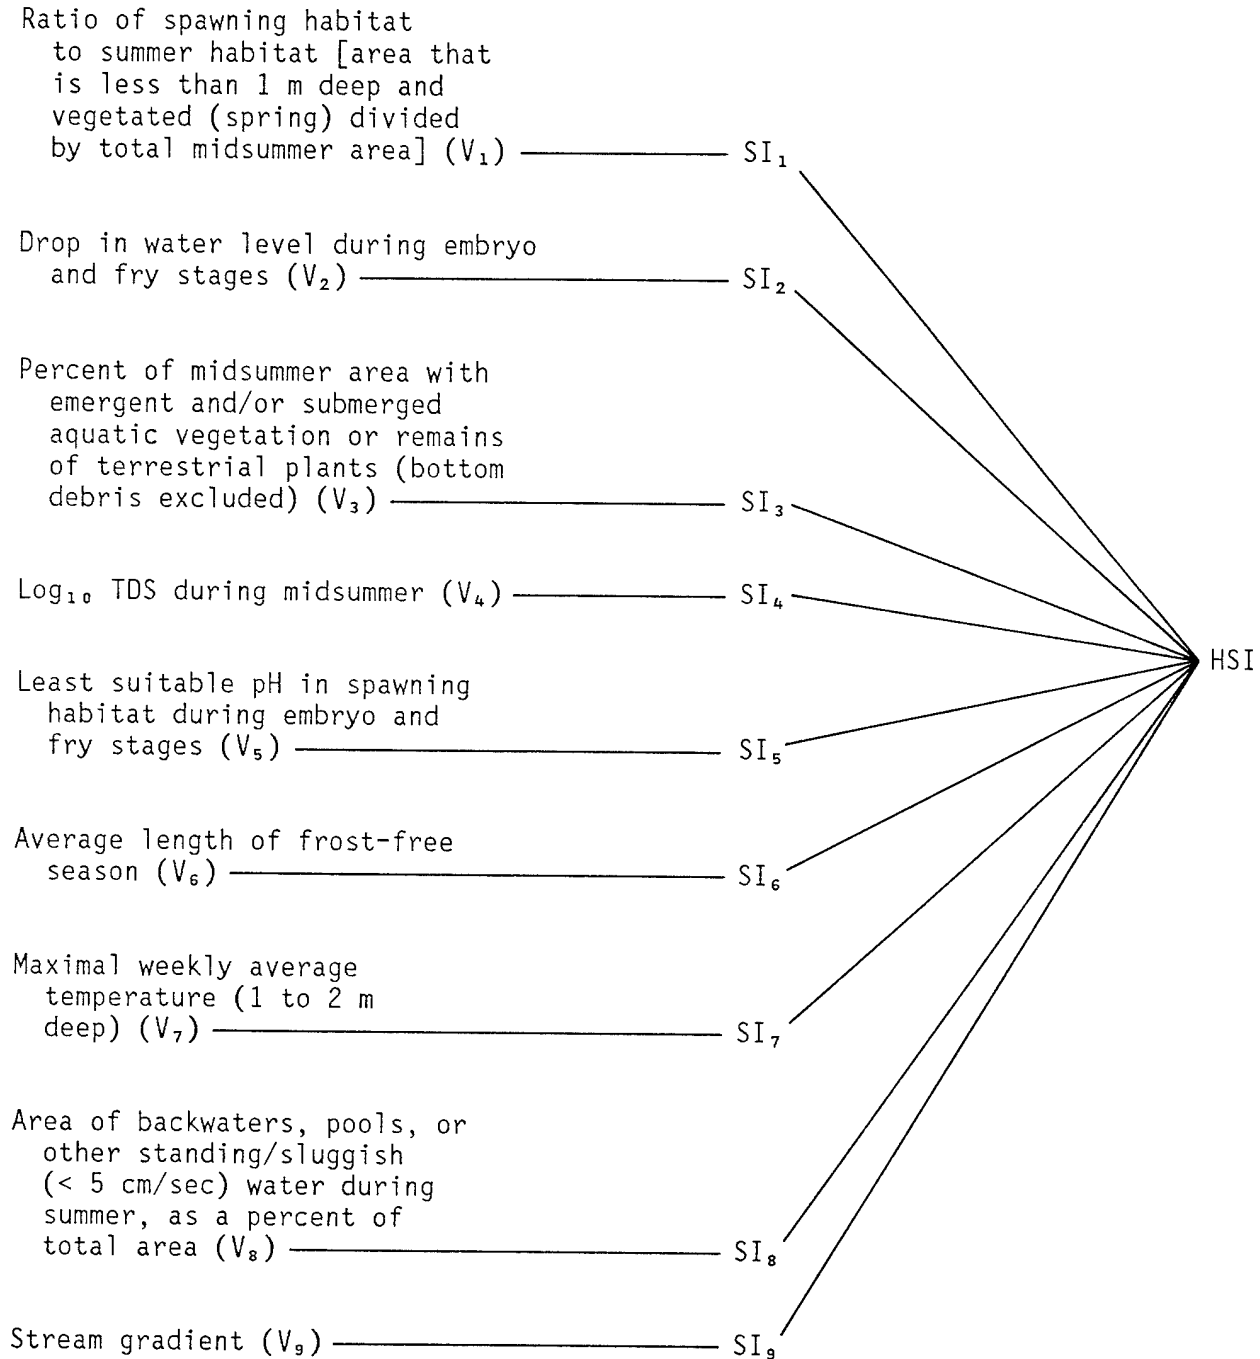 Ratio of spawning habitat
to summer habitat [area that
is less than 1 m deep and
vegetated (spring) divided
by total midsummer area] (V₁) SI₁
Drop in water level during embryo
and fry stages (V₂) SI₂
Percent of midsummer area with
emergent and/or submerged
aquatic vegetation or remains
of terrestrial plants (bottom
debris excluded) (V₃) SI₃
Log₁₀ TDS during midsummer (V₄) SI₄
HSI
Least suitable pH in spawning
habitat during embryo and
fry stages (V₅) SI₅
Average length of frost-free
season (V₆) SI₆
Maximal weekly average
temperature (1 to 2 m
deep) (V₇) SI₇
Area of backwaters, pools, or
other standing/sluggish
(< 5 cm/sec) water during
summer, as a percent of
total area (V₈) SI₈
Stream gradient (V₉) SI₉